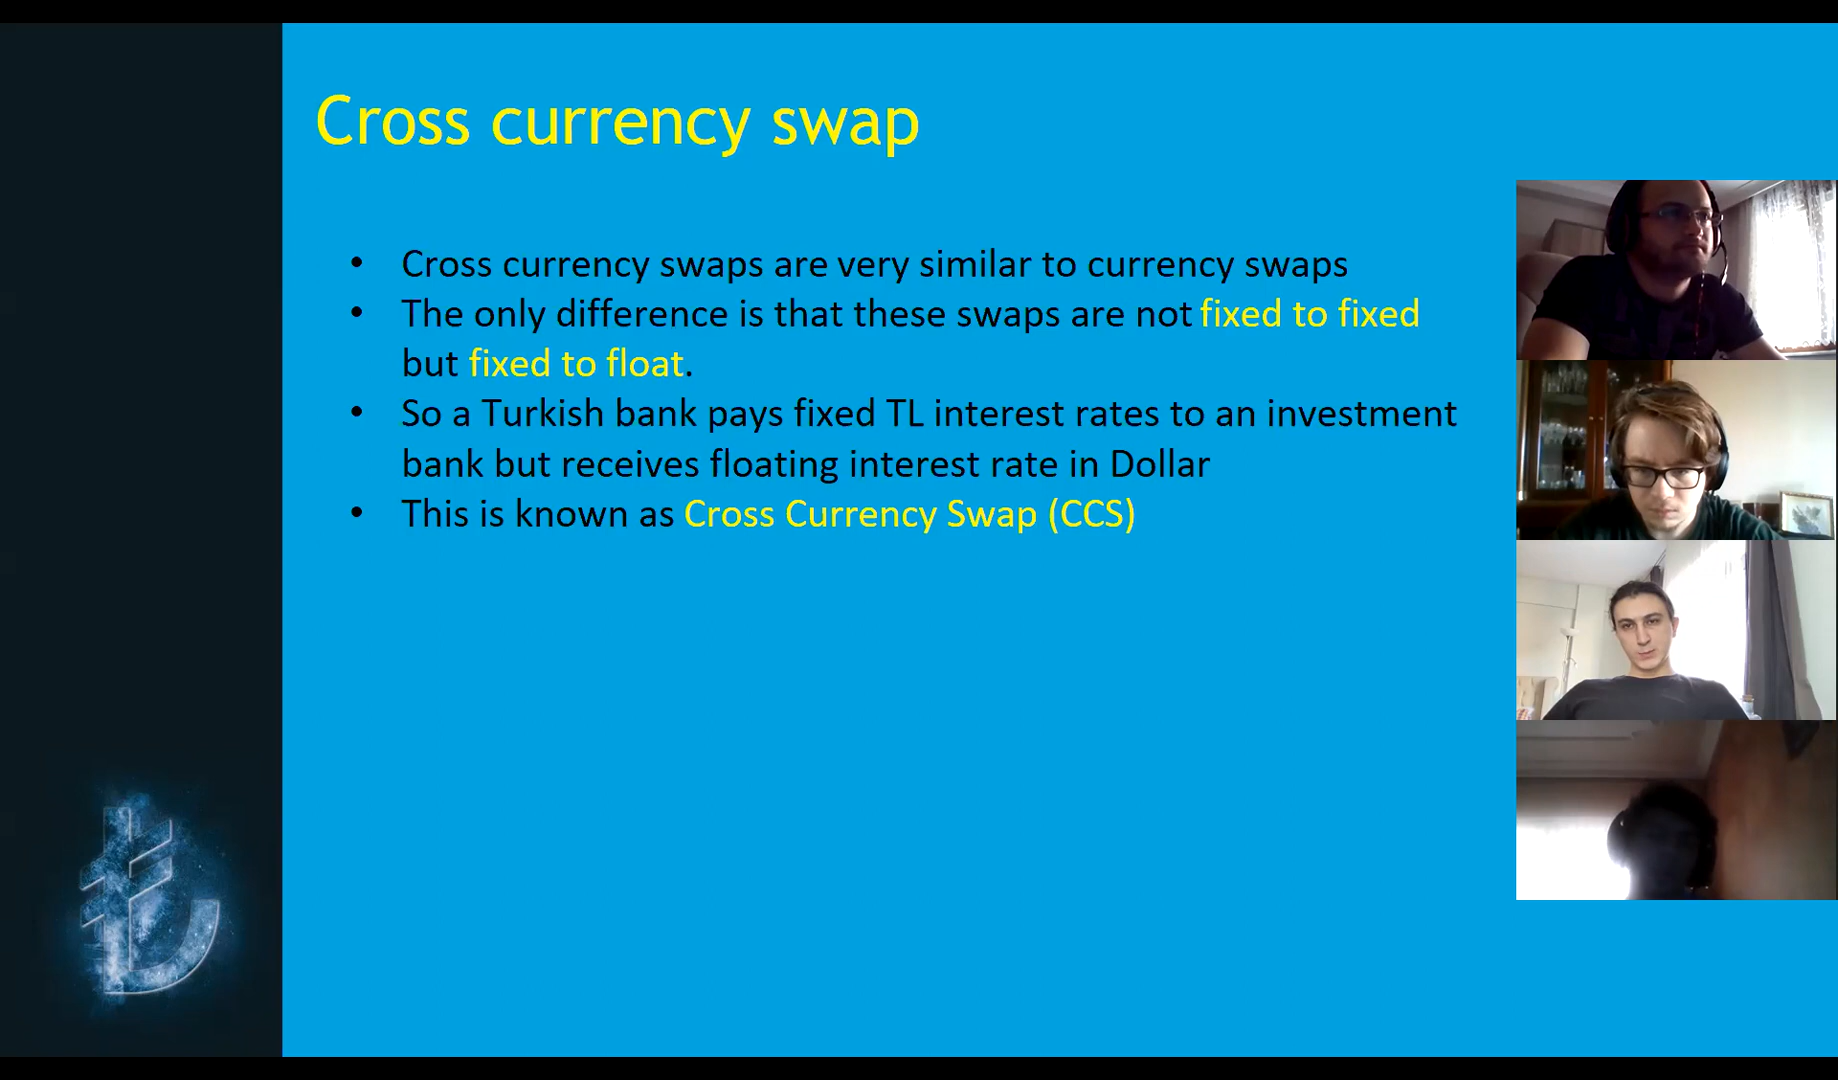 Cross currency swap
• Cross currency swaps are very similar to currency swaps
• The only difference is that these swaps are not fixed to fixed
but fixed to float.
• So a Turkish bank pays fixed TL interest rates to an investment
bank but receives floating interest rate in Dollar
• This is known as Cross Currency Swap (CCS)